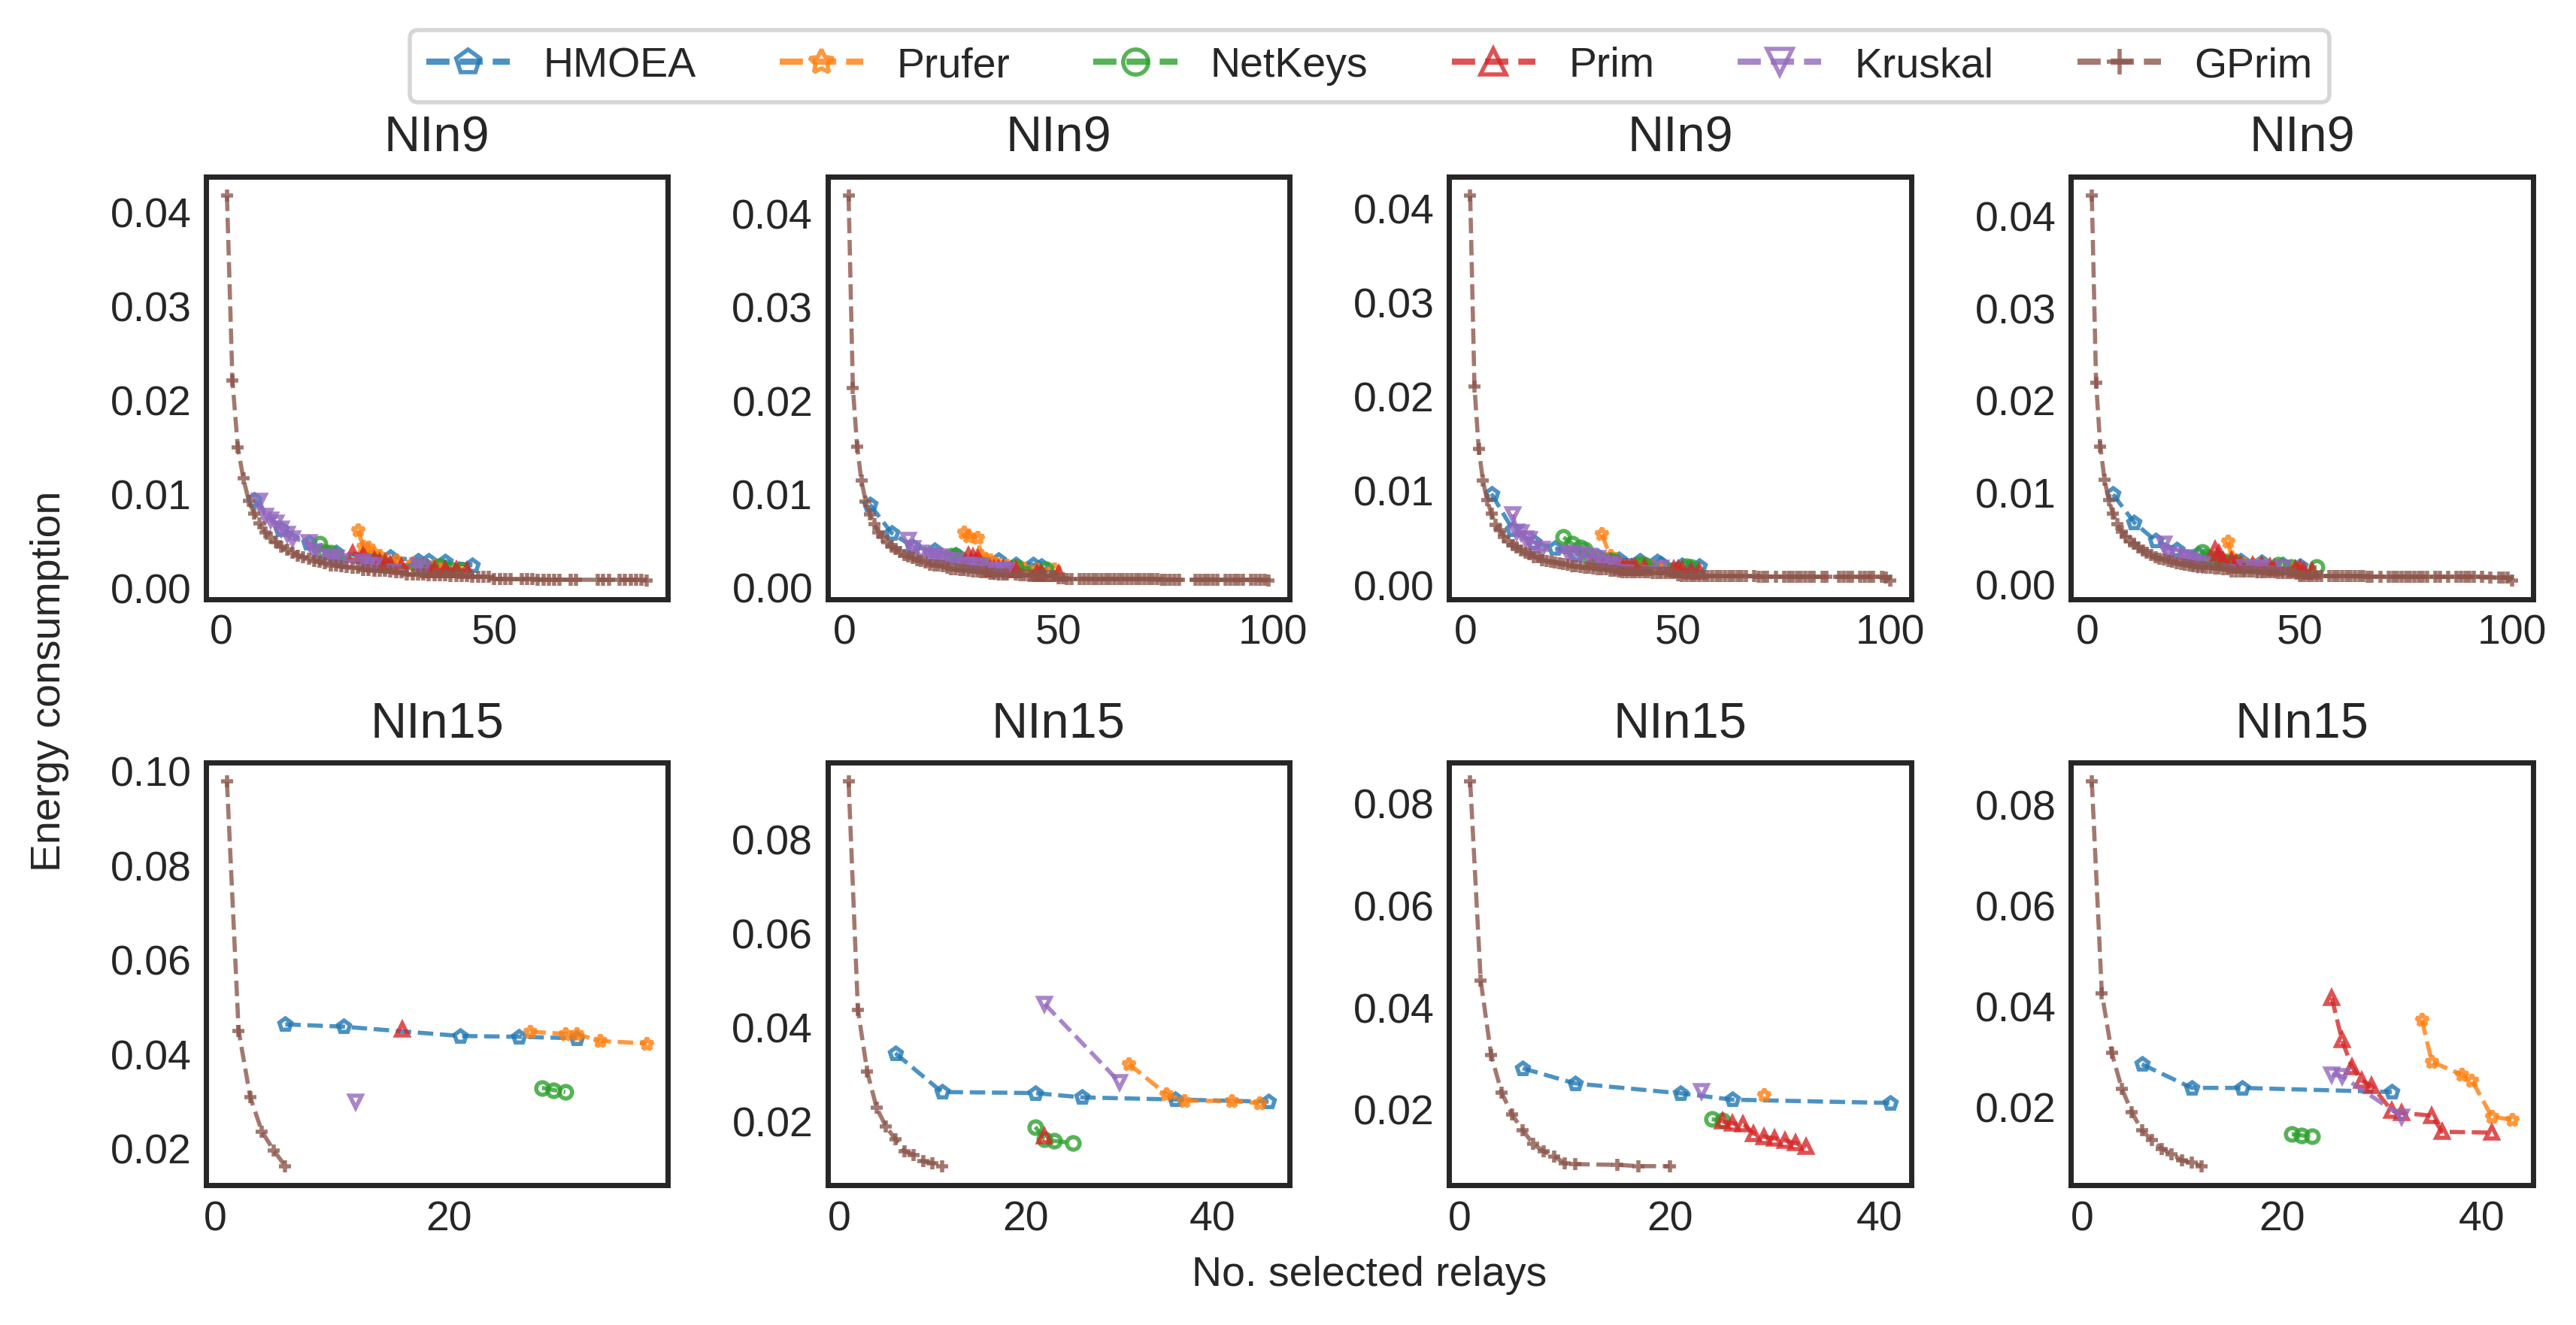 HMOEA Prufer NetKeys Prim Kruskal GPrim
NIn9 NIn9 NIn9 NIn9
0.04 0.04 0.04 0.04
0.03 0.03 0.03 0.03
0.02 0.02 0.02 0.02
0.01 0.01 0.01 0.01
0.00 0.00 0.00 0.00
0 50 0 50 100 0 50 100 0 50 100
Energy consumption
NIn15 NIn15 NIn15 NIn15
0.10
0.08 0.08 0.08 0.08
0.06 0.06 0.06 0.06
0.04 0.04 0.04 0.04
0.02 0.02 0.02 0.02
0 20 0 20 40 0 20 40 0 20 40
No. selected relays